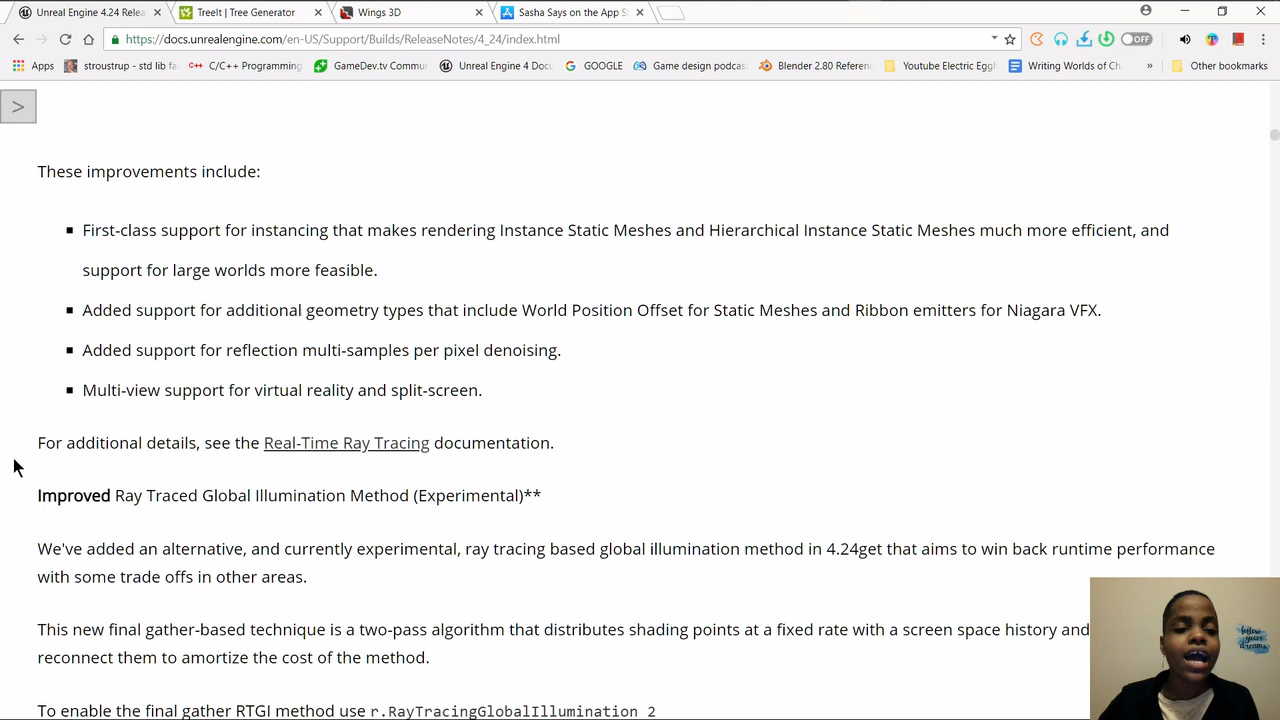 Unreal Engine 4.24 Relea
TreeIt | Tree Generator
Wings 3D
Sasha Says on the App S
https://docs.unrealengine.com/en-US/Support/Builds/ReleaseNotes/4_24/index.html
OFF
Apps
stroustrup - std lib fa
C++
C/C++ Programming
GameDev.tv Commu
Unreal Engine 4 Docu
GOOGLE
Game design podcas
Blender 2.80 Referen
Youtube Electric Eggh
Writing Worlds of Ch
»
Other bookmarks
>
These improvements include:
First-class support for instancing that makes rendering Instance Static Meshes and Hierarchical Instance Static Meshes much more efficient, and
support for large worlds more feasible.
Added support for additional geometry types that include World Position Offset for Static Meshes and Ribbon emitters for Niagara VFX.
Added support for reflection multi-samples per pixel denoising.
Multi-view support for virtual reality and split-screen.
For additional details, see the Real-Time Ray Tracing documentation.
Improved Ray Traced Global Illumination Method (Experimental)**
We've added an alternative, and currently experimental, ray tracing based global illumination method in 4.24get that aims to win back runtime performance
with some trade offs in other areas.
This new final gather-based technique is a two-pass algorithm that distributes shading points at a fixed rate with a screen space history and
reconnect them to amortize the cost of the method.
To enable the final gather RTGI method use r.RayTracingGlobalIllumination 2
follow
your
dreams